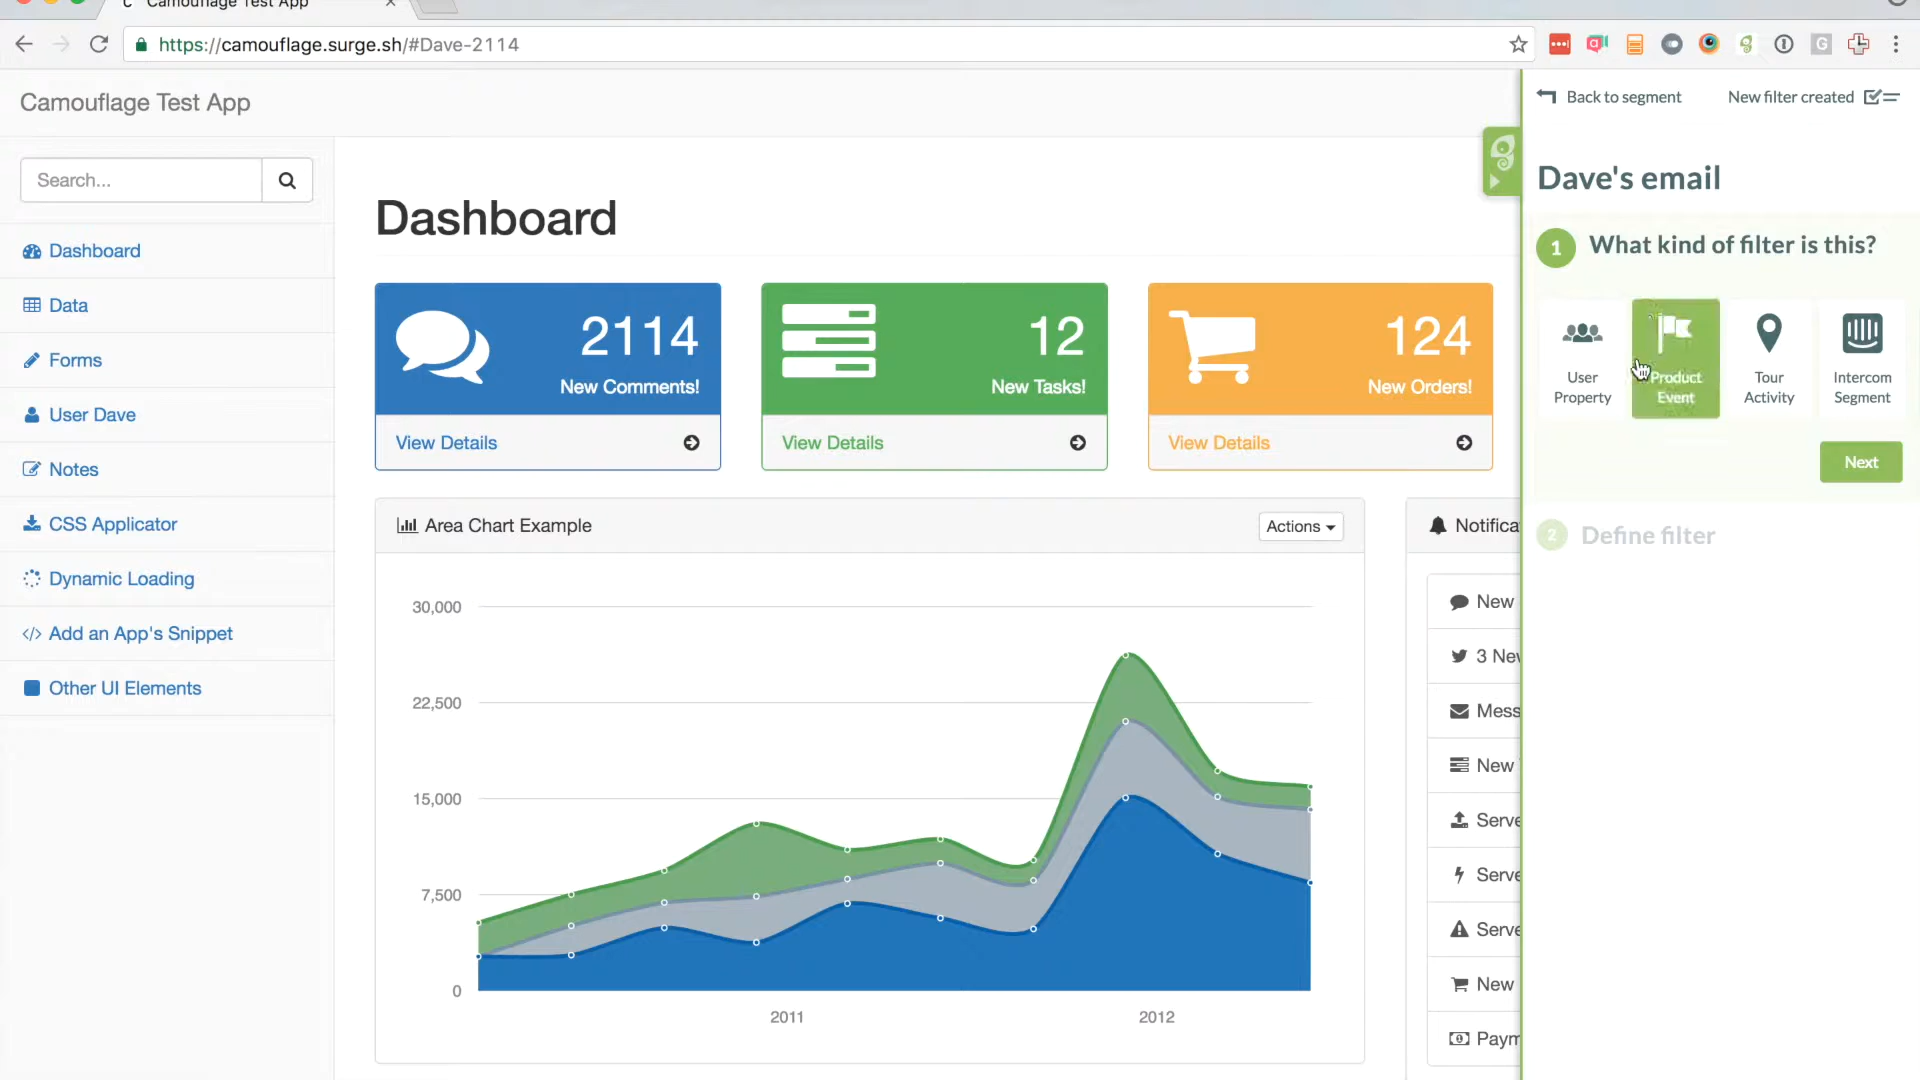 Camouflage Test App
https://camouflage.surge.sh/#Dave-2114
Camouflage Test App
Back to segment
New filter created
Search...
Dashboard
Data
Forms
User Dave
Notes
CSS Applicator
Dynamic Loading
Add an App's Snippet
Other UI Elements
Dashboard
2114
New Comments!
View Details
12
New Tasks!
View Details
124
New Orders!
View Details
Area Chart Example
Actions
30,000
22,500
15,000
7,500
0
2011
2012
Notifica
New
3 New
Mess
New
Serve
Serve
Serve
New
Paym
Dave's email
1 What kind of filter is this?
User
Property
Product
Event
Tour
Activity
Intercom
Segment
Next
2 Define filter